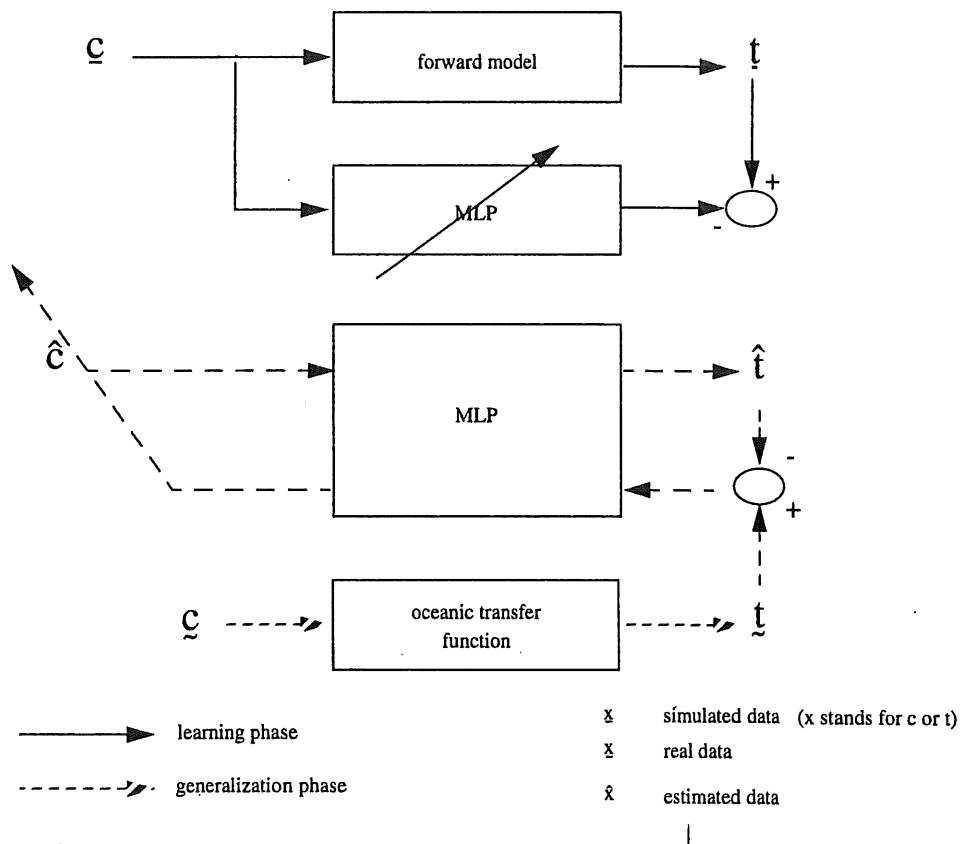 c̲ forward model t̲
MLP
+
-
ĉ MLP t̂
-
+
c̰ oceanic transfer t̰
function
learning phase
generalization phase
x̲ simulated data (x stands for c or t)
x̰ real data
x̂ estimated data